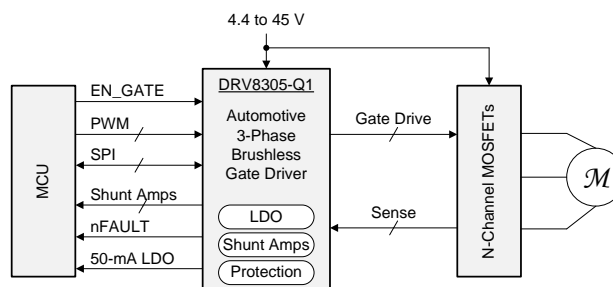 4.4 to 45 V
DRV8305-Q1
Automotive
3-Phase
Brushless
Gate Driver
LDO
Shunt Amps
Protection
MCU
EN_GATE
PWM
SPI
Shunt Amps
nFAULT
50-mA LDO
Gate Drive
Sense
N-Channel MOSFETs
M